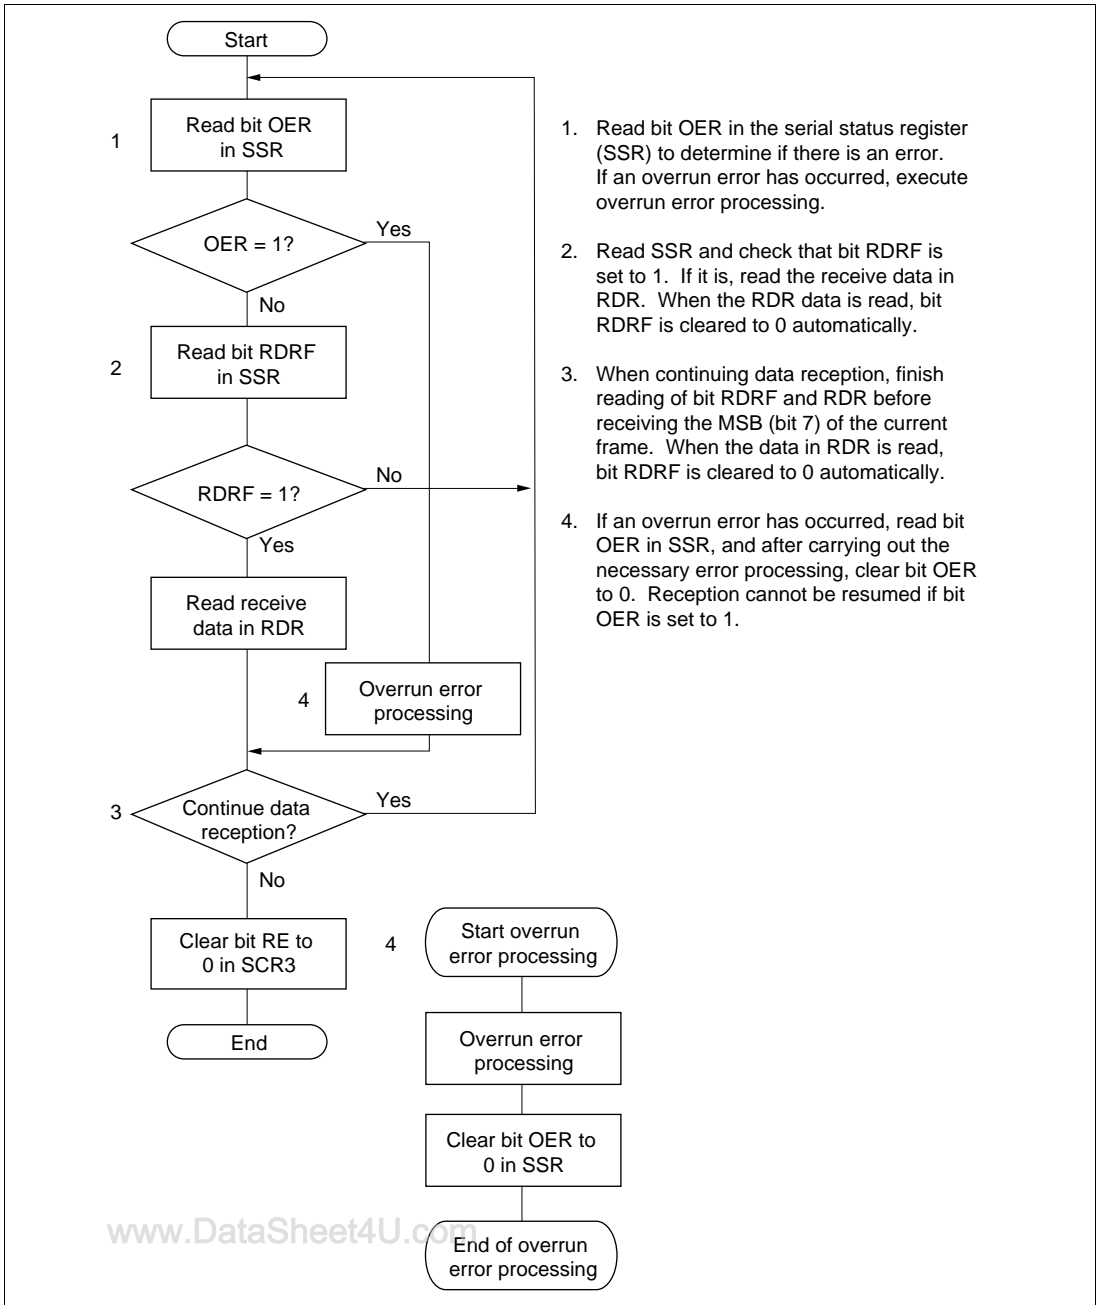 Start
1
Read bit OER
in SSR
OER = 1?
Yes
No
2
Read bit RDRF
in SSR
RDRF = 1?
No
Yes
Read receive
data in RDR
4
Overrun error
processing
3
Continue data
reception?
Yes
No
Clear bit RE to
0 in SCR3
End
4
Start overrun
error processing
Overrun error
processing
Clear bit OER to
0 in SSR
End of overrun
error processing
1. Read bit OER in the serial status register
(SSR) to determine if there is an error.
If an overrun error has occurred, execute
overrun error processing.
2. Read SSR and check that bit RDRF is
set to 1. If it is, read the receive data in
RDR. When the RDR data is read, bit
RDRF is cleared to 0 automatically.
3. When continuing data reception, finish
reading of bit RDRF and RDR before
receiving the MSB (bit 7) of the current
frame. When the data in RDR is read,
bit RDRF is cleared to 0 automatically.
4. If an overrun error has occurred, read bit
OER in SSR, and after carrying out the
necessary error processing, clear bit OER
to 0. Reception cannot be resumed if bit
OER is set to 1.
www.DataSheet4U.com